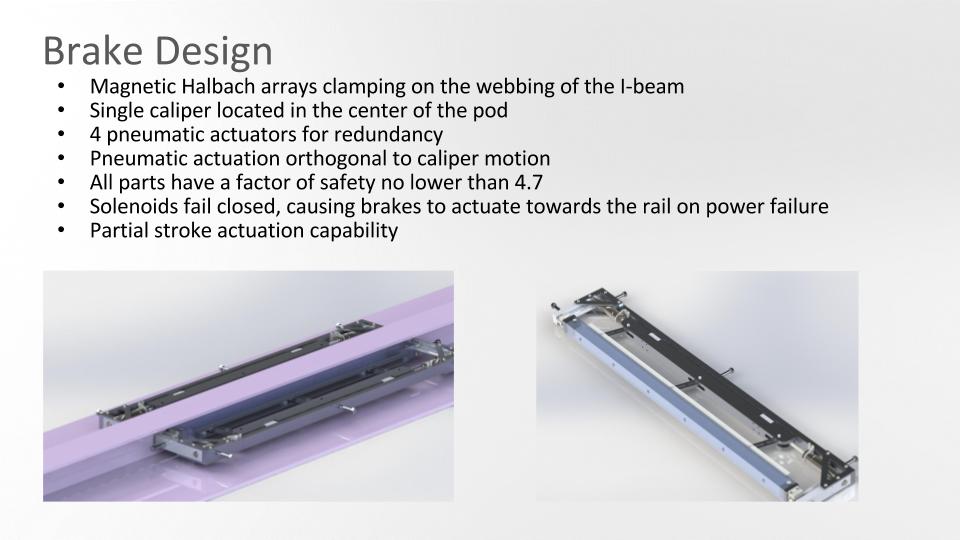 Brake Design
• Magnetic Halbach arrays clamping on the webbing of the I-beam
• Single caliper located in the center of the pod
• 4 pneumatic actuators for redundancy
• Pneumatic actuation orthogonal to caliper motion
• All parts have a factor of safety no lower than 4.7
• Solenoids fail closed, causing brakes to actuate towards the rail on power failure
• Partial stroke actuation capability